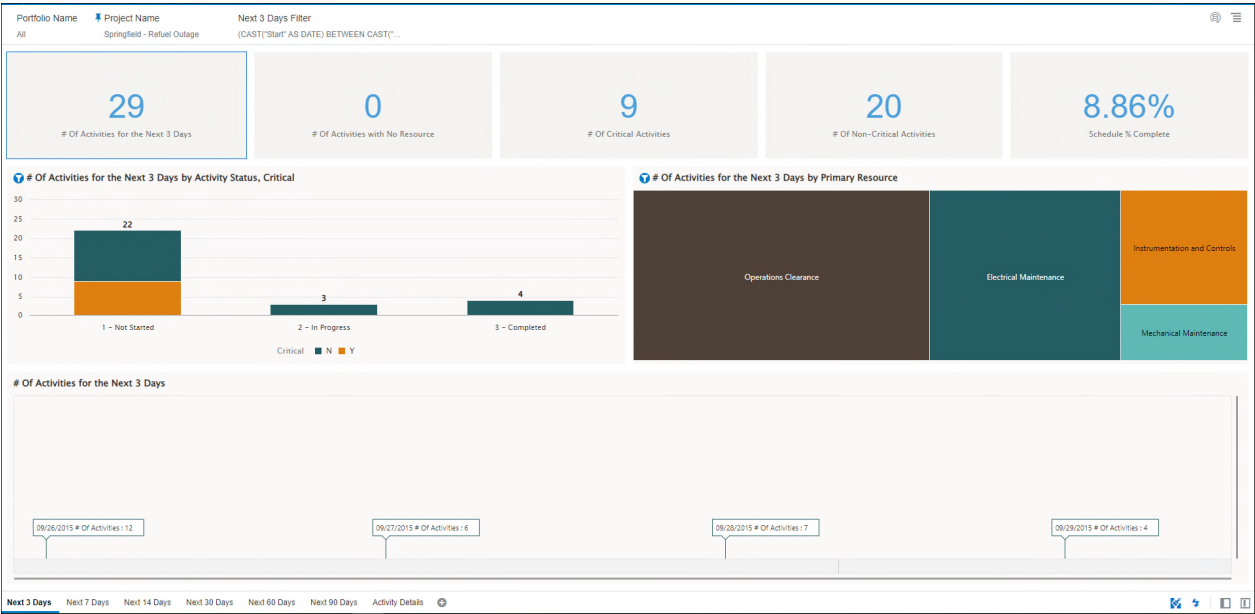 Portfolio Name Project Name Next 3 Days Filter
All Springfield - Refuel Outage (CAST("Start" AS DATE) BETWEEN CAST("...
29 0 9 20 8.86%
# Of Activities for the Next 3 Days # Of Activities with No Resource # Of Critical Activities # Of Non-Critical Activities Schedule % Complete
# Of Activities for the Next 3 Days by Activity Status, Critical
30
25
20
15
10
5
0
22
3
4
1 - Not Started 2 - In Progress 3 - Completed
Critical N Y
# Of Activities for the Next 3 Days by Primary Resource
Operations Clearance
Electrical Maintenance
Instrumentation and Controls
Mechanical Maintenance
# Of Activities for the Next 3 Days
09/26/2015 # Of Activities : 12 09/27/2015 # Of Activities : 6 09/28/2015 # Of Activities : 7 09/29/2015 # Of Activities : 4
Next 3 Days Next 7 Days Next 14 Days Next 30 Days Next 60 Days Next 90 Days Activity Details